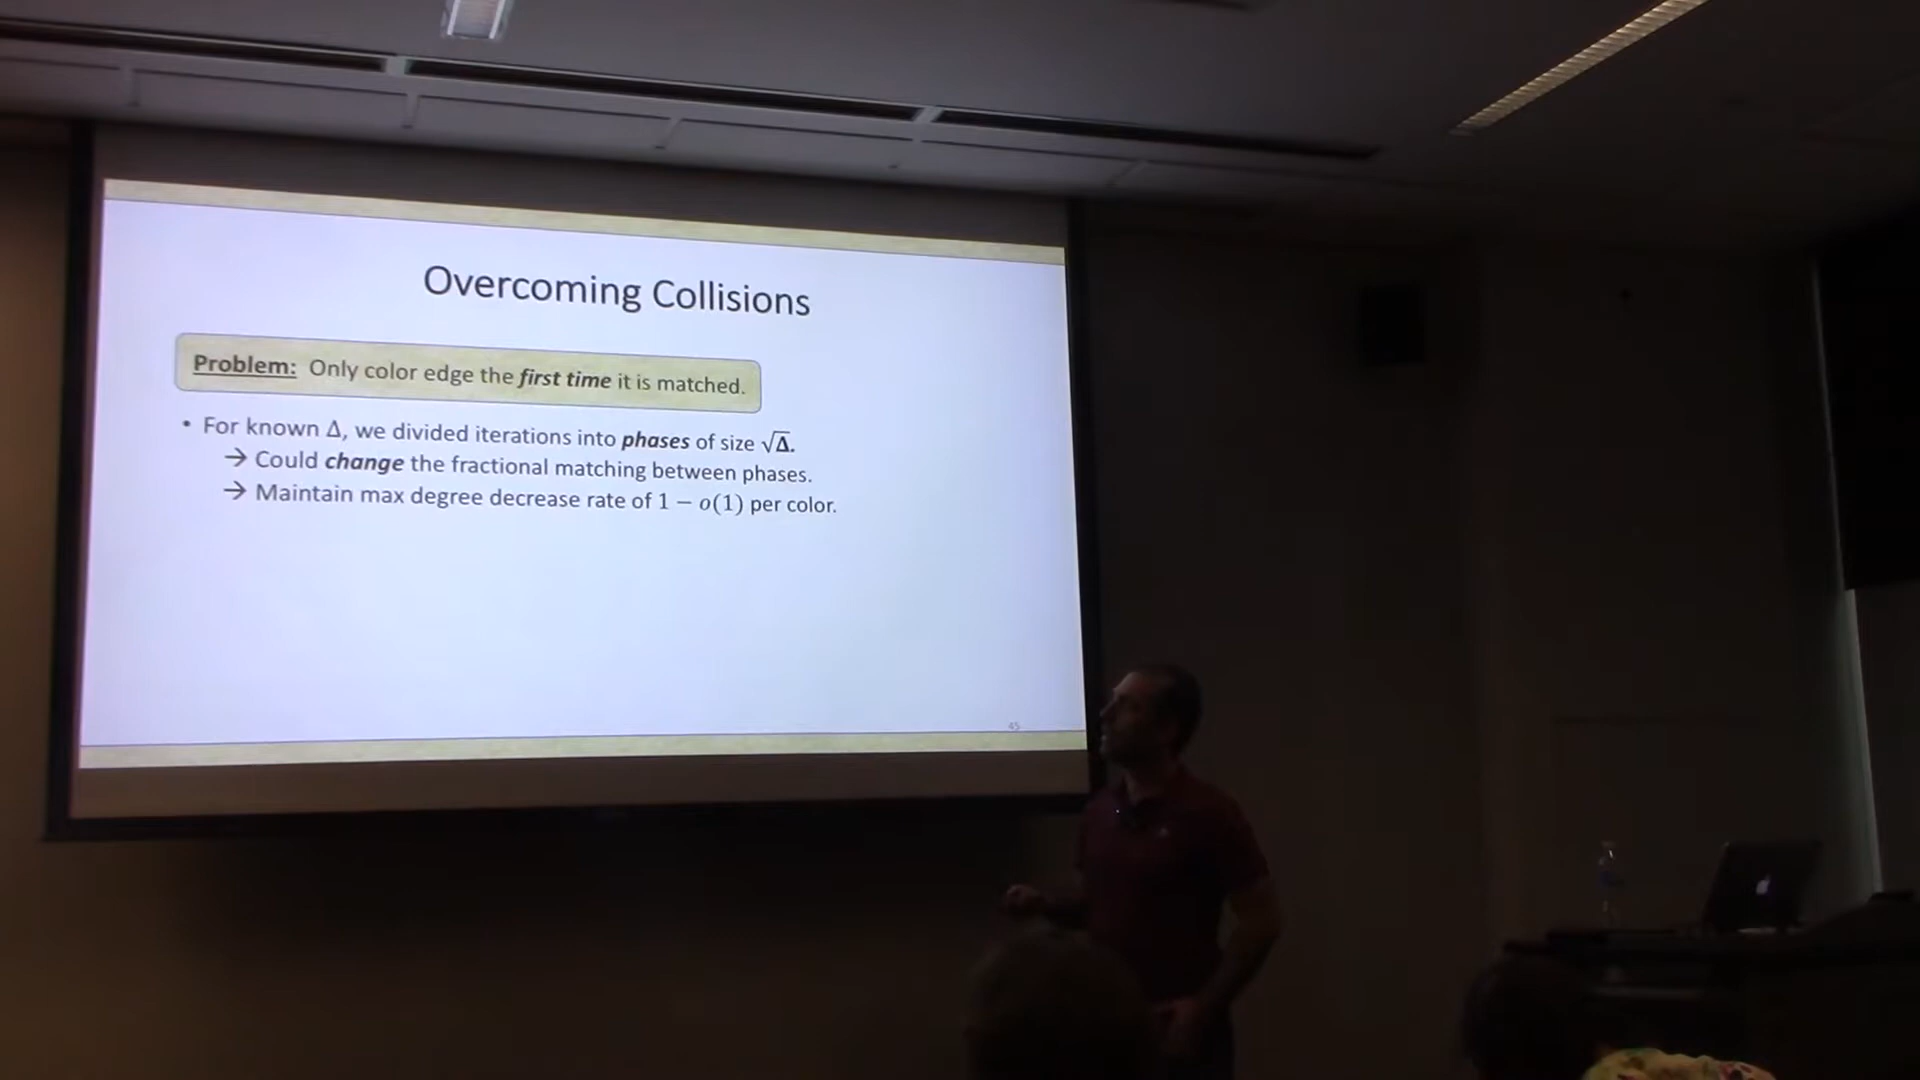 Overcoming Collisions
Problem: Only color edge the first time it is matched.
• For known Δ, we divided iterations into phases of size √Δ.
→ Could change the fractional matching between phases.
→ Maintain max degree decrease rate of 1 − o(1) per color.
45